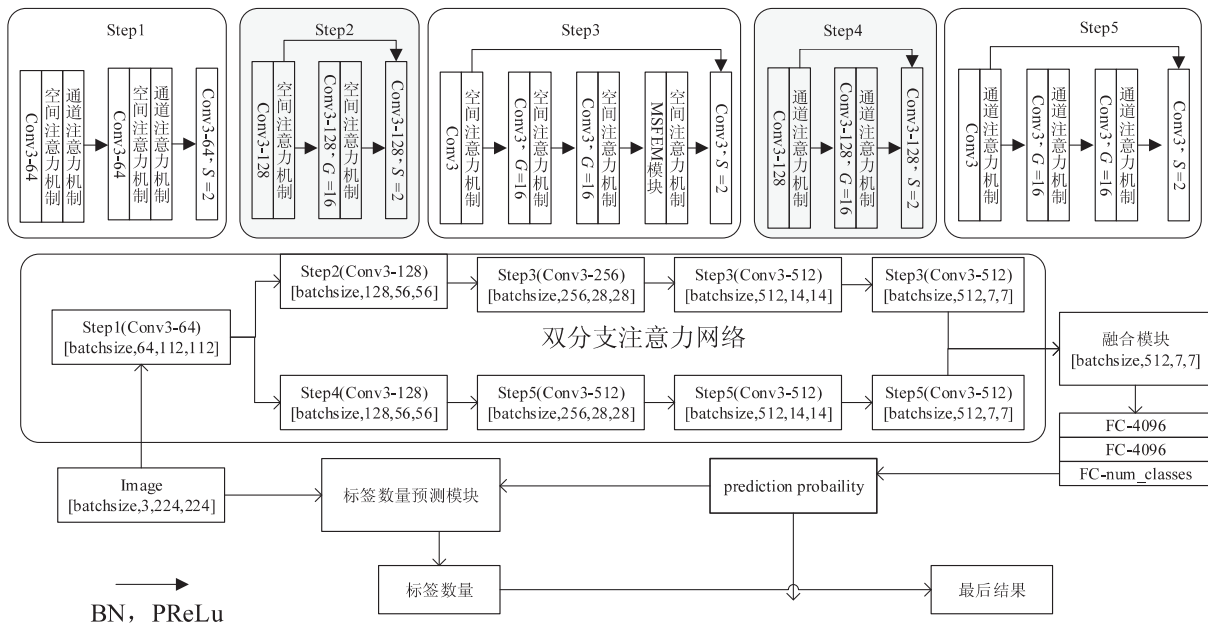 Step1
Conv3-64
空间注意力机制
通道注意力机制
Conv3-64
空间注意力机制
通道注意力机制
Conv3-64, S=2
Step2
Conv3-128
空间注意力机制
Conv3-128, G=16
空间注意力机制
Conv3-128, S=2
Step3
Conv3
空间注意力机制
Conv3, G=16
空间注意力机制
Conv3, G=16
空间注意力机制
MSFEM模块
空间注意力机制
Conv3, S=2
Step4
Conv3-128
通道注意力机制
Conv3-128, G=16
通道注意力机制
Conv3-128, S=2
Step5
Conv3
通道注意力机制
Conv3, G=16
通道注意力机制
Conv3, G=16
通道注意力机制
Conv3, S=2
Step2(Conv3-128)
[batchsize,128,56,56]
Step3(Conv3-256)
[batchsize,256,28,28]
Step3(Conv3-512)
[batchsize,512,14,14]
Step3(Conv3-512)
[batchsize,512,7,7]
Step1(Conv3-64)
[batchsize,64,112,112]
双分支注意力网络
融合模块
[batchsize,512,7,7]
Step4(Conv3-128)
[batchsize,128,56,56]
Step5(Conv3-512)
[batchsize,256,28,28]
Step5(Conv3-512)
[batchsize,512,14,14]
Step5(Conv3-512)
[batchsize,512,7,7]
FC-4096
FC-4096
FC-num_classes
Image
[batchsize,3,224,224]
标签数量预测模块
prediction probaility
标签数量
最后结果
BN，PReLu